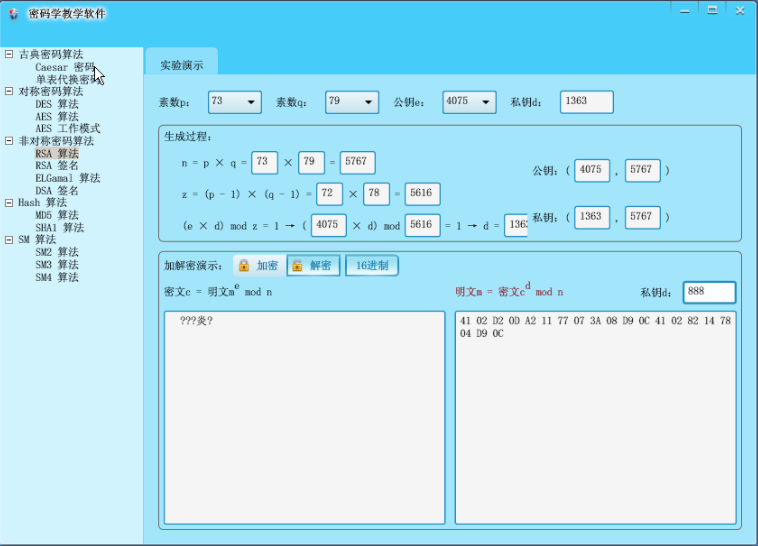 密码学教学软件
古典密码算法
Caesar 密码
单表代换密码
对称密码算法
DES 算法
AES 算法
AES 工作模式
非对称密码算法
RSA 算法
RSA 签名
ELGamal 算法
DSA 签名
Hash 算法
MD5 算法
SHA1 算法
SM 算法
SM2 算法
SM3 算法
SM4 算法
实验演示
素数p: 73 素数q: 79 公钥e: 4075 私钥d: 1363
生成过程:
n = p × q = 73 × 79 = 5767
z = (p - 1) × (q - 1) = 72 × 78 = 5616
(e × d) mod z = 1 → ( 4075 × d) mod 5616 = 1 → d = 136
公钥: ( 4075 , 5767 )
私钥: ( 1363 , 5767 )
加解密演示: 加密 解密 16进制
密文c = 明文m^e mod n 明文m = 密文c^d mod n 私钥d: 888
???炎?
41 02 D2 0D A2 11 77 07 3A 08 D9 0C 41 02 82 14 78
04 D9 0C